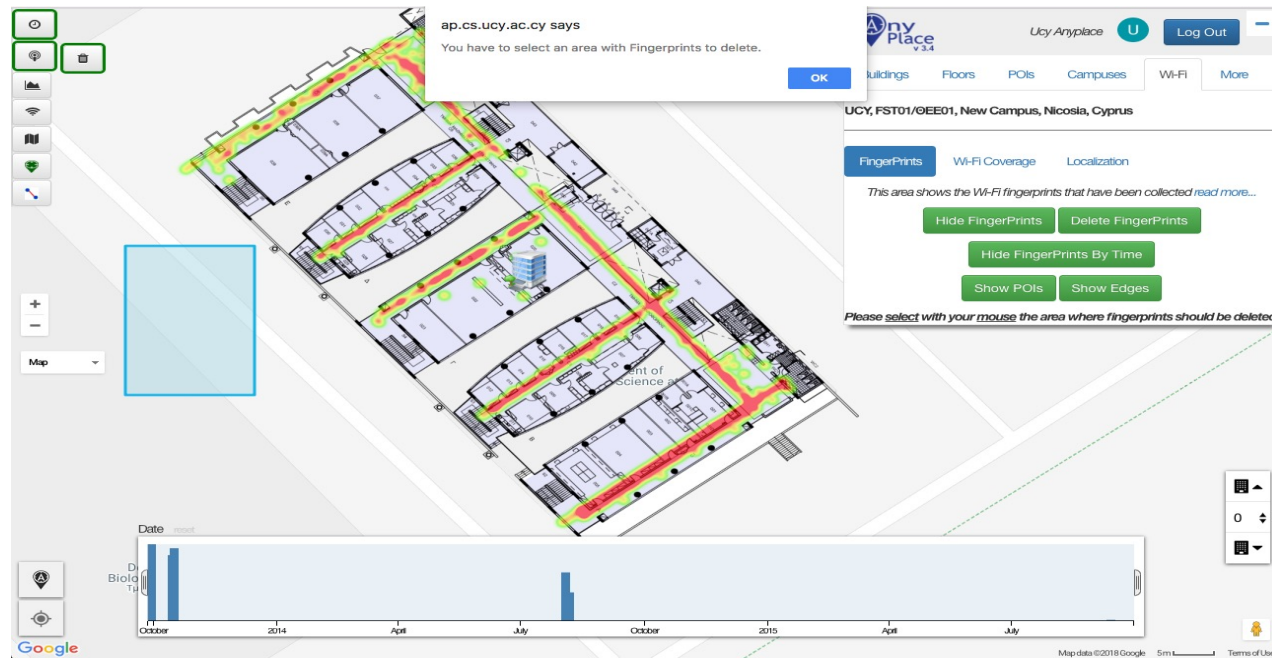 ap.cs.ucy.ac.cy says
You have to select an area with Fingerprints to delete.
OK
ny
Place
v 3.4
Ucy Anyplace
U
Log Out
uildings
Floors
POIs
Campuses
Wi-Fi
More
UCY, FST01/ΘEE01, New Campus, Nicosia, Cyprus
FingerPrints
Wi-Fi Coverage
Localization
This area shows the Wi-Fi fingerprints that have been collected read more...
Hide FingerPrints
Delete FingerPrints
Hide FingerPrints By Time
Show POIs
Show Edges
Please select with your mouse the area where fingerprints should be deleted
+
−
Map
ent of
Science a
0
Date
reset
D
Biolo
October
2014
April
July
October
2015
April
July
Google
Map data ©2018 Google
5 m
Terms of Use